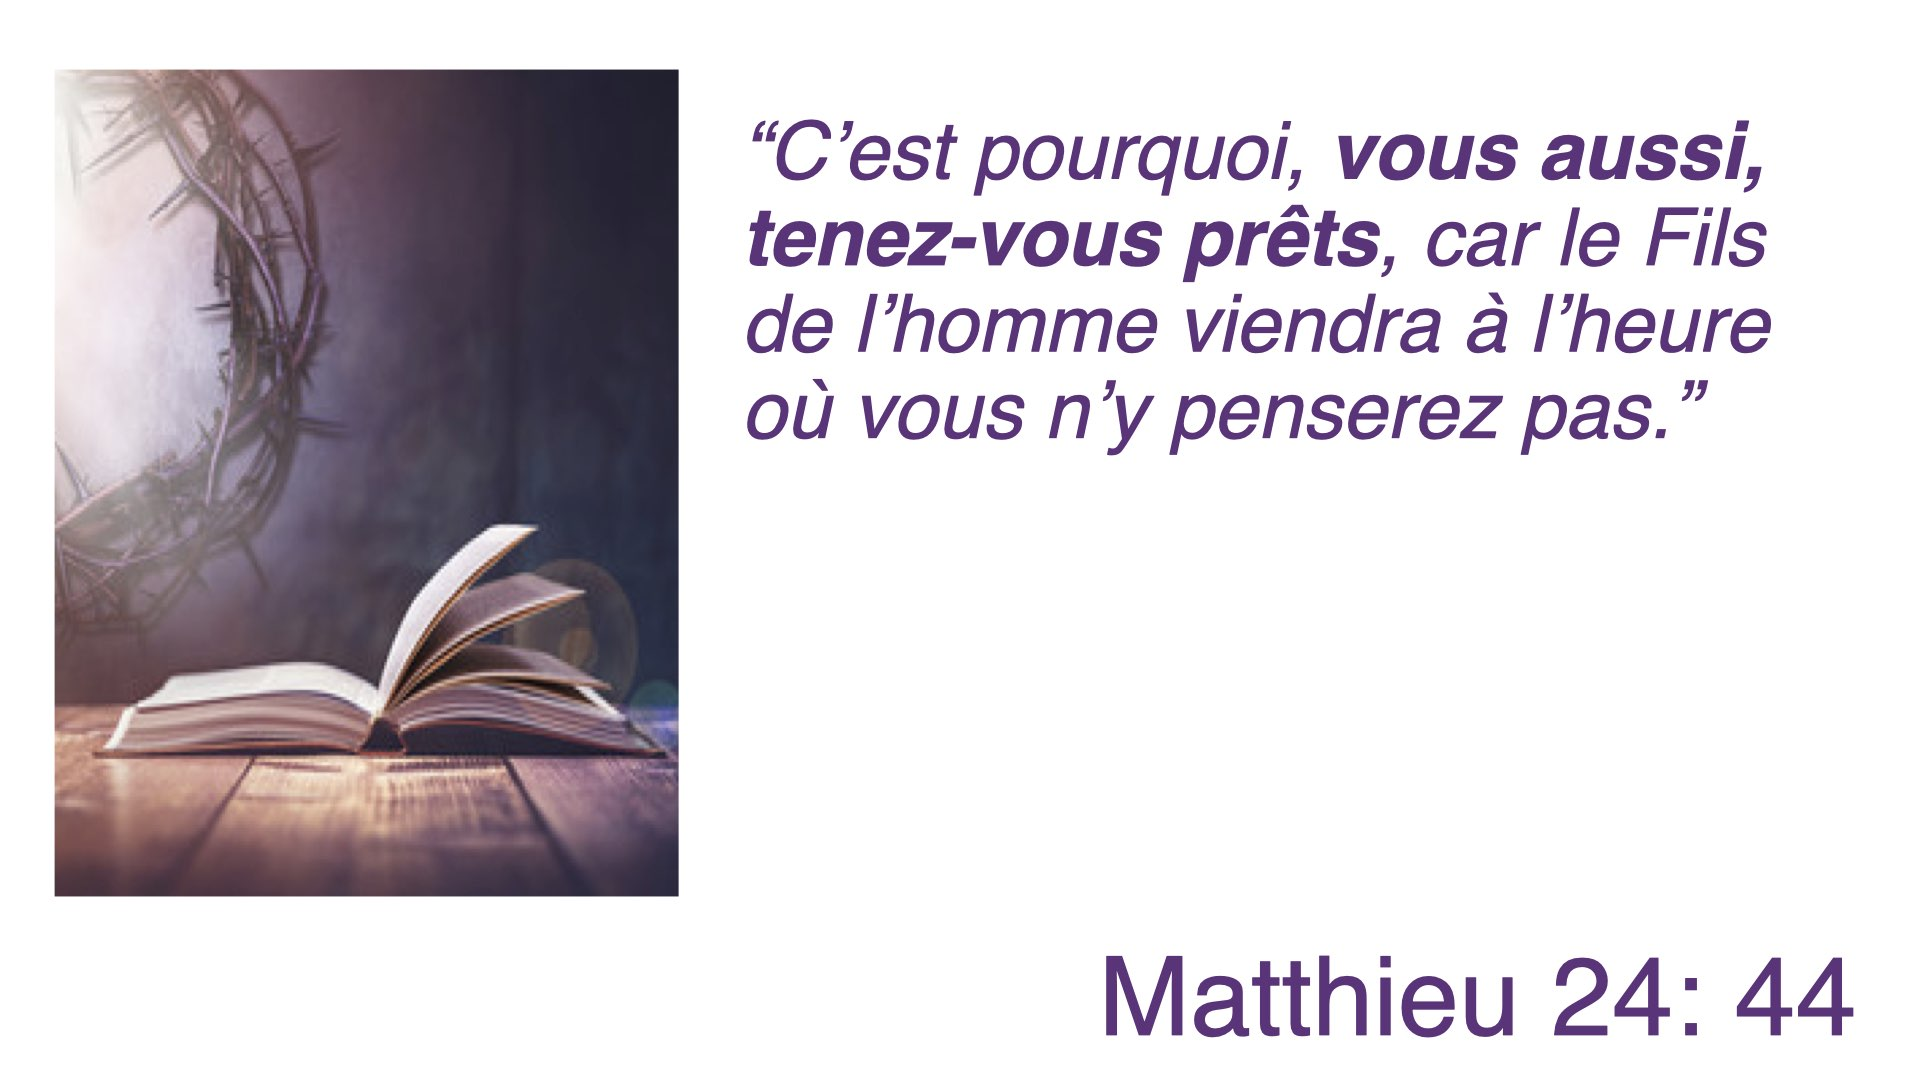 “C’est pourquoi, vous aussi,
tenez-vous prêts, car le Fils
de l’homme viendra à l’heure
où vous n’y penserez pas.”
Matthieu 24: 44